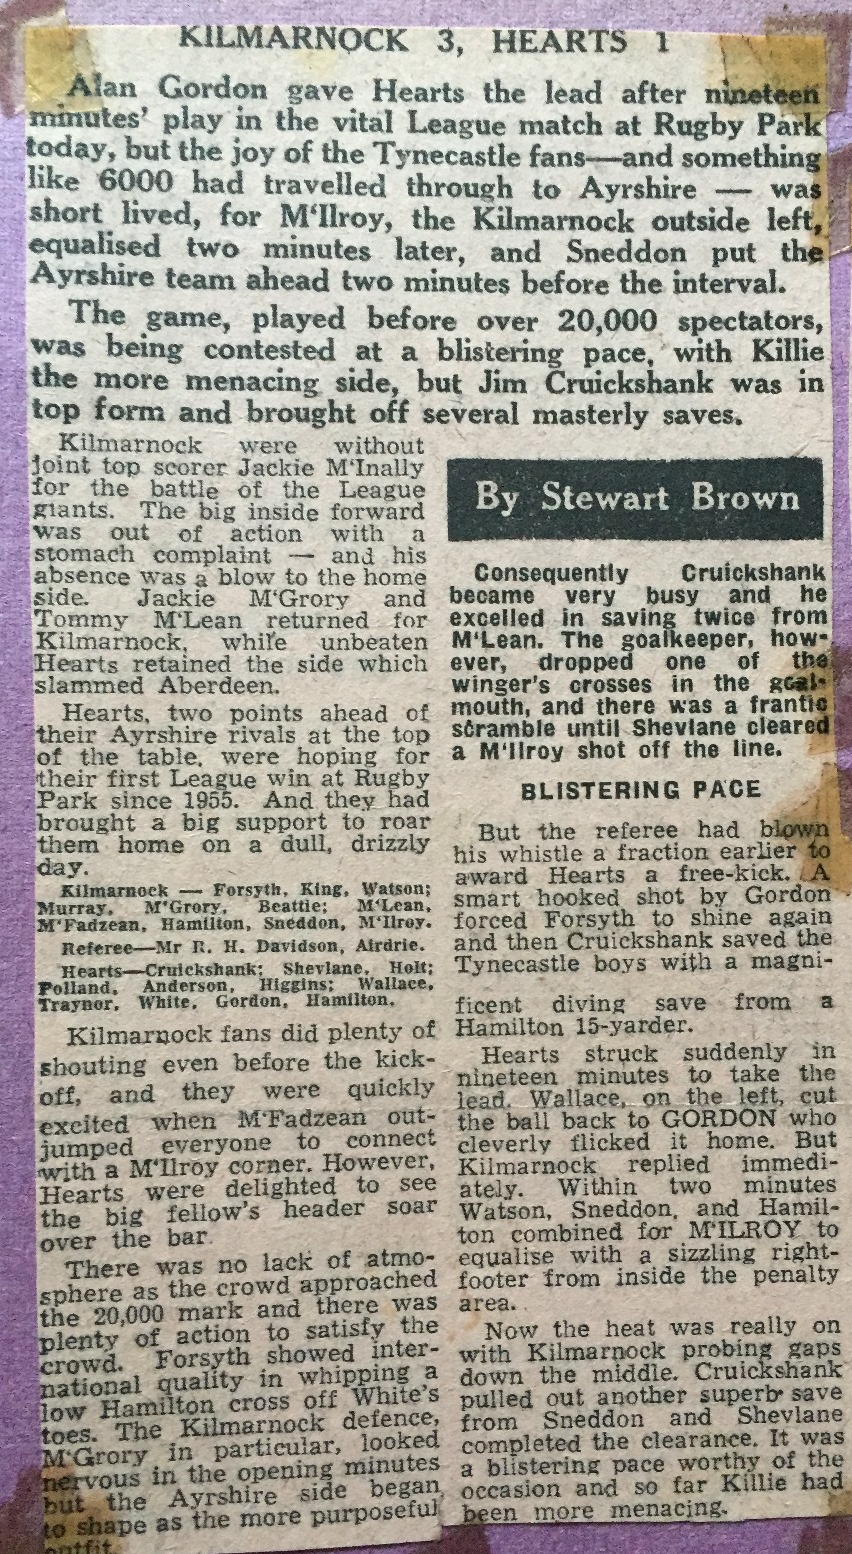 KILMARNOCK 3, HEARTS 1
Alan Gordon gave Hearts the lead after nineteen
minutes' play in the vital League match at Rugby Park
today, but the joy of the Tynecastle fans—and something
like 6000 had travelled through to Ayrshire — was
short lived, for M'Ilroy, the Kilmarnock outside left,
equalised two minutes later, and Sneddon put the
Ayrshire team ahead two minutes before the interval.
The game, played before over 20,000 spectators,
was being contested at a blistering pace, with Killie
the more menacing side, but Jim Cruickshank was in
top form and brought off several masterly saves.
Kilmarnock were without
joint top scorer Jackie M'Inally
for the battle of the League
giants. The big inside forward
was out of action with a
stomach complaint — and his
absence was a blow to the home
side. Jackie M'Grory and
Tommy M'Lean returned for
Kilmarnock, while unbeaten
Hearts retained the side which
slammed Aberdeen.
Hearts, two points ahead of
their Ayrshire rivals at the top
of the table, were hoping for
their first League win at Rugby
Park since 1955. And they had
brought a big support to roar
them home on a dull, drizzly
day.
Kilmarnock — Forsyth, King, Watson;
Murray, M'Grory, Beattie; M'Lean,
M'Fadzean, Hamilton, Sneddon, M'Ilroy.
Referee—Mr R. H. Davidson, Airdrie.
Hearts—Cruickshank; Shevlane, Holt;
Polland, Anderson, Higgins; Wallace,
Traynor, White, Gordon, Hamilton.
Kilmarnock fans did plenty of
shouting even before the kick-
off, and they were quickly
excited when M'Fadzean out-
jumped everyone to connect
with a M'Ilroy corner. However,
Hearts were delighted to see
the big fellow's header soar
over the bar.
There was no lack of atmo-
sphere as the crowd approached
the 20,000 mark and there was
plenty of action to satisfy the
crowd. Forsyth showed inter-
national quality in whipping a
low Hamilton cross off White's
toes. The Kilmarnock defence,
M'Grory in particular, looked
nervous in the opening minutes
but the Ayrshire side began
to shape as the more purposeful
outfit.
By Stewart Brown
Consequently Cruickshank
became very busy and he
excelled in saving twice from
M'Lean. The goalkeeper, how-
ever, dropped one of the
winger's crosses in the goal-
mouth, and there was a frantic
scramble until Shevlane cleared
a M'Ilroy shot off the line.
BLISTERING PACE
But the referee had blown
his whistle a fraction earlier to
award Hearts a free-kick. A
smart hooked shot by Gordon
forced Forsyth to shine again
and then Cruickshank saved the
Tynecastle boys with a magni-
ficent diving save from a
Hamilton 15-yarder.
Hearts struck suddenly in
nineteen minutes to take the
lead. Wallace, on the left, cut
the ball back to GORDON who
cleverly flicked it home. But
Kilmarnock replied immedi-
ately. Within two minutes
Watson, Sneddon, and Hamil-
ton combined for M'ILROY to
equalise with a sizzling right-
footer from inside the penalty
area.
Now the heat was really on
with Kilmarnock probing gaps
down the middle. Cruickshank
pulled out another superb save
from Sneddon and Shevlane
completed the clearance. It was
a blistering pace worthy of the
occasion and so far Killie had
been more menacing.